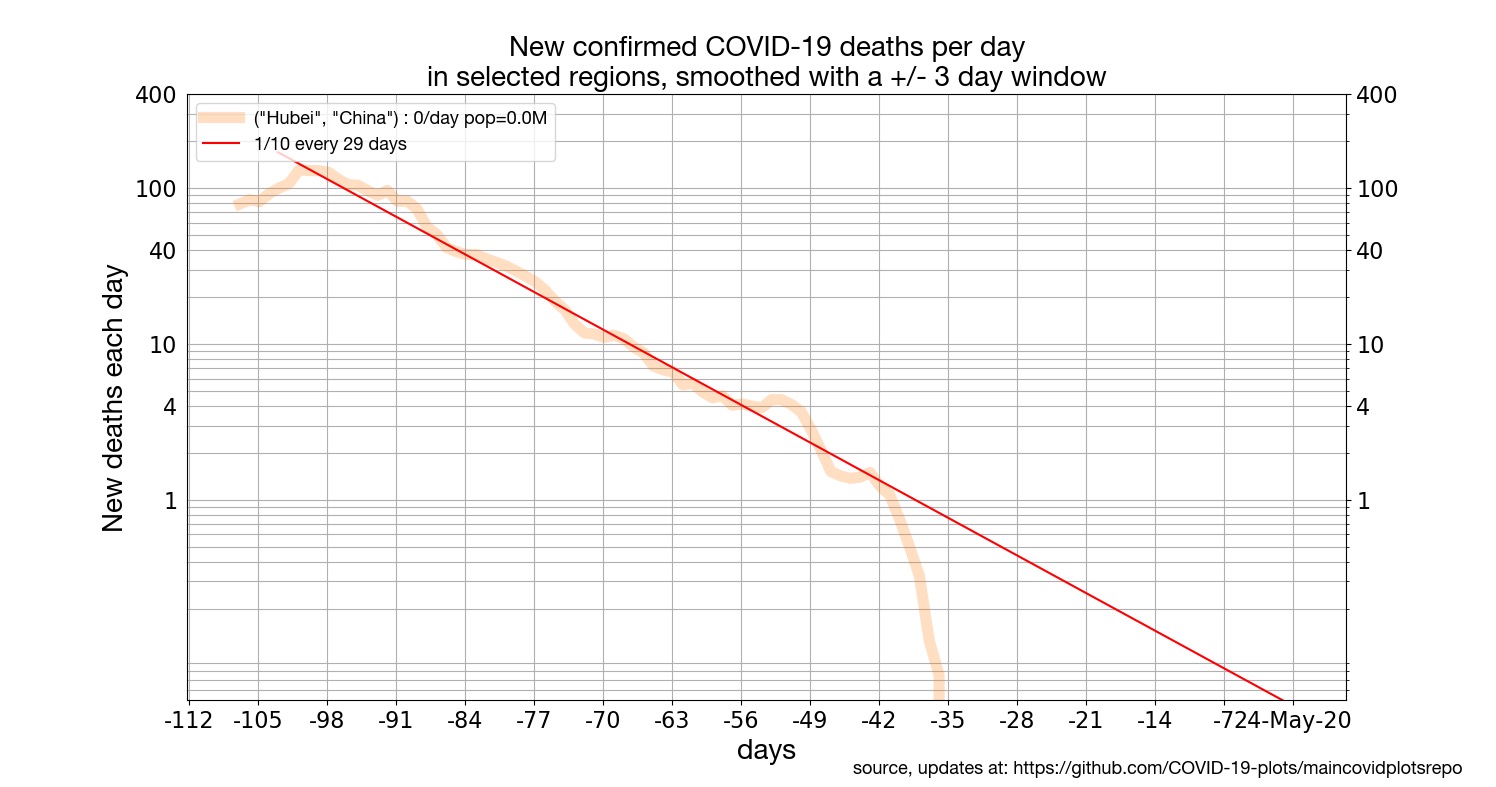 New confirmed COVID-19 deaths per day
in selected regions, smoothed with a +/- 3 day window
400
400
("Hubei", "China") : 0/day pop=0.0M
1/10 every 29 days
100
100
40
40
New deaths each day
10
10
4
4
1
1
-112 -105 -98 -91 -84 -77 -70 -63 -56 -49 -42 -35 -28 -21 -14 -7 24-May-20
days
source, updates at: https://github.com/COVID-19-plots/maincovidplotsrepo